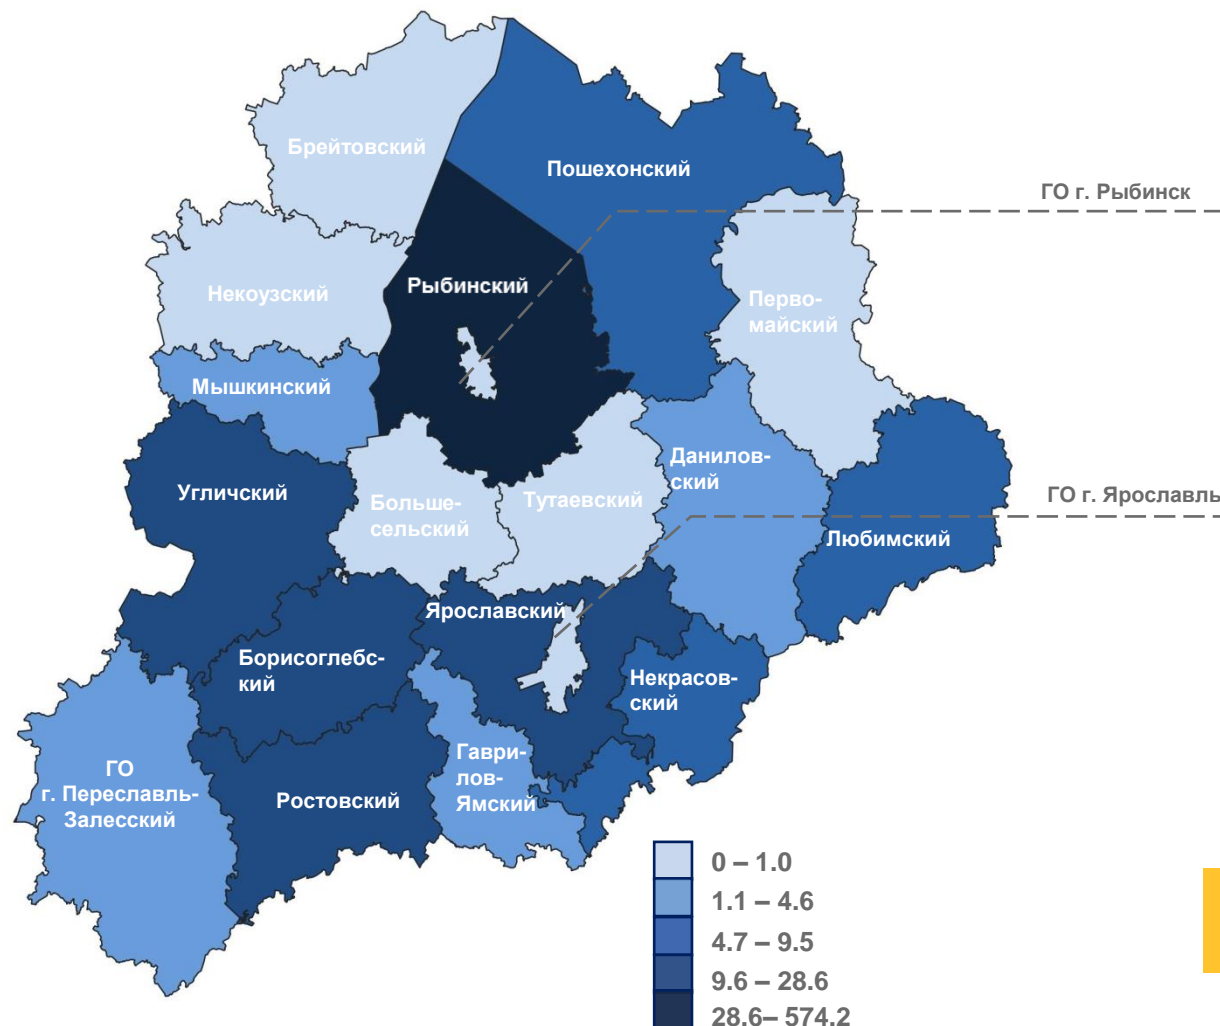 Брейтовский
Пошехонский
ГО г. Рыбинск
Некоузский
Рыбинский
Перво-
майский
Мышкинский
Угличский
Больше-
сельский
Тутаевский
Данилов-
ский
ГО г. Ярославль
Любимский
Ярославский
Борисоглебс-
кий
Некрасов-
ский
ГО
г. Переславль-
Залесский
Ростовский
Гаври-
лов-
Ямский
0 – 1.0
1.1 – 4.6
4.7 – 9.5
9.6 – 28.6
28.6– 574.2